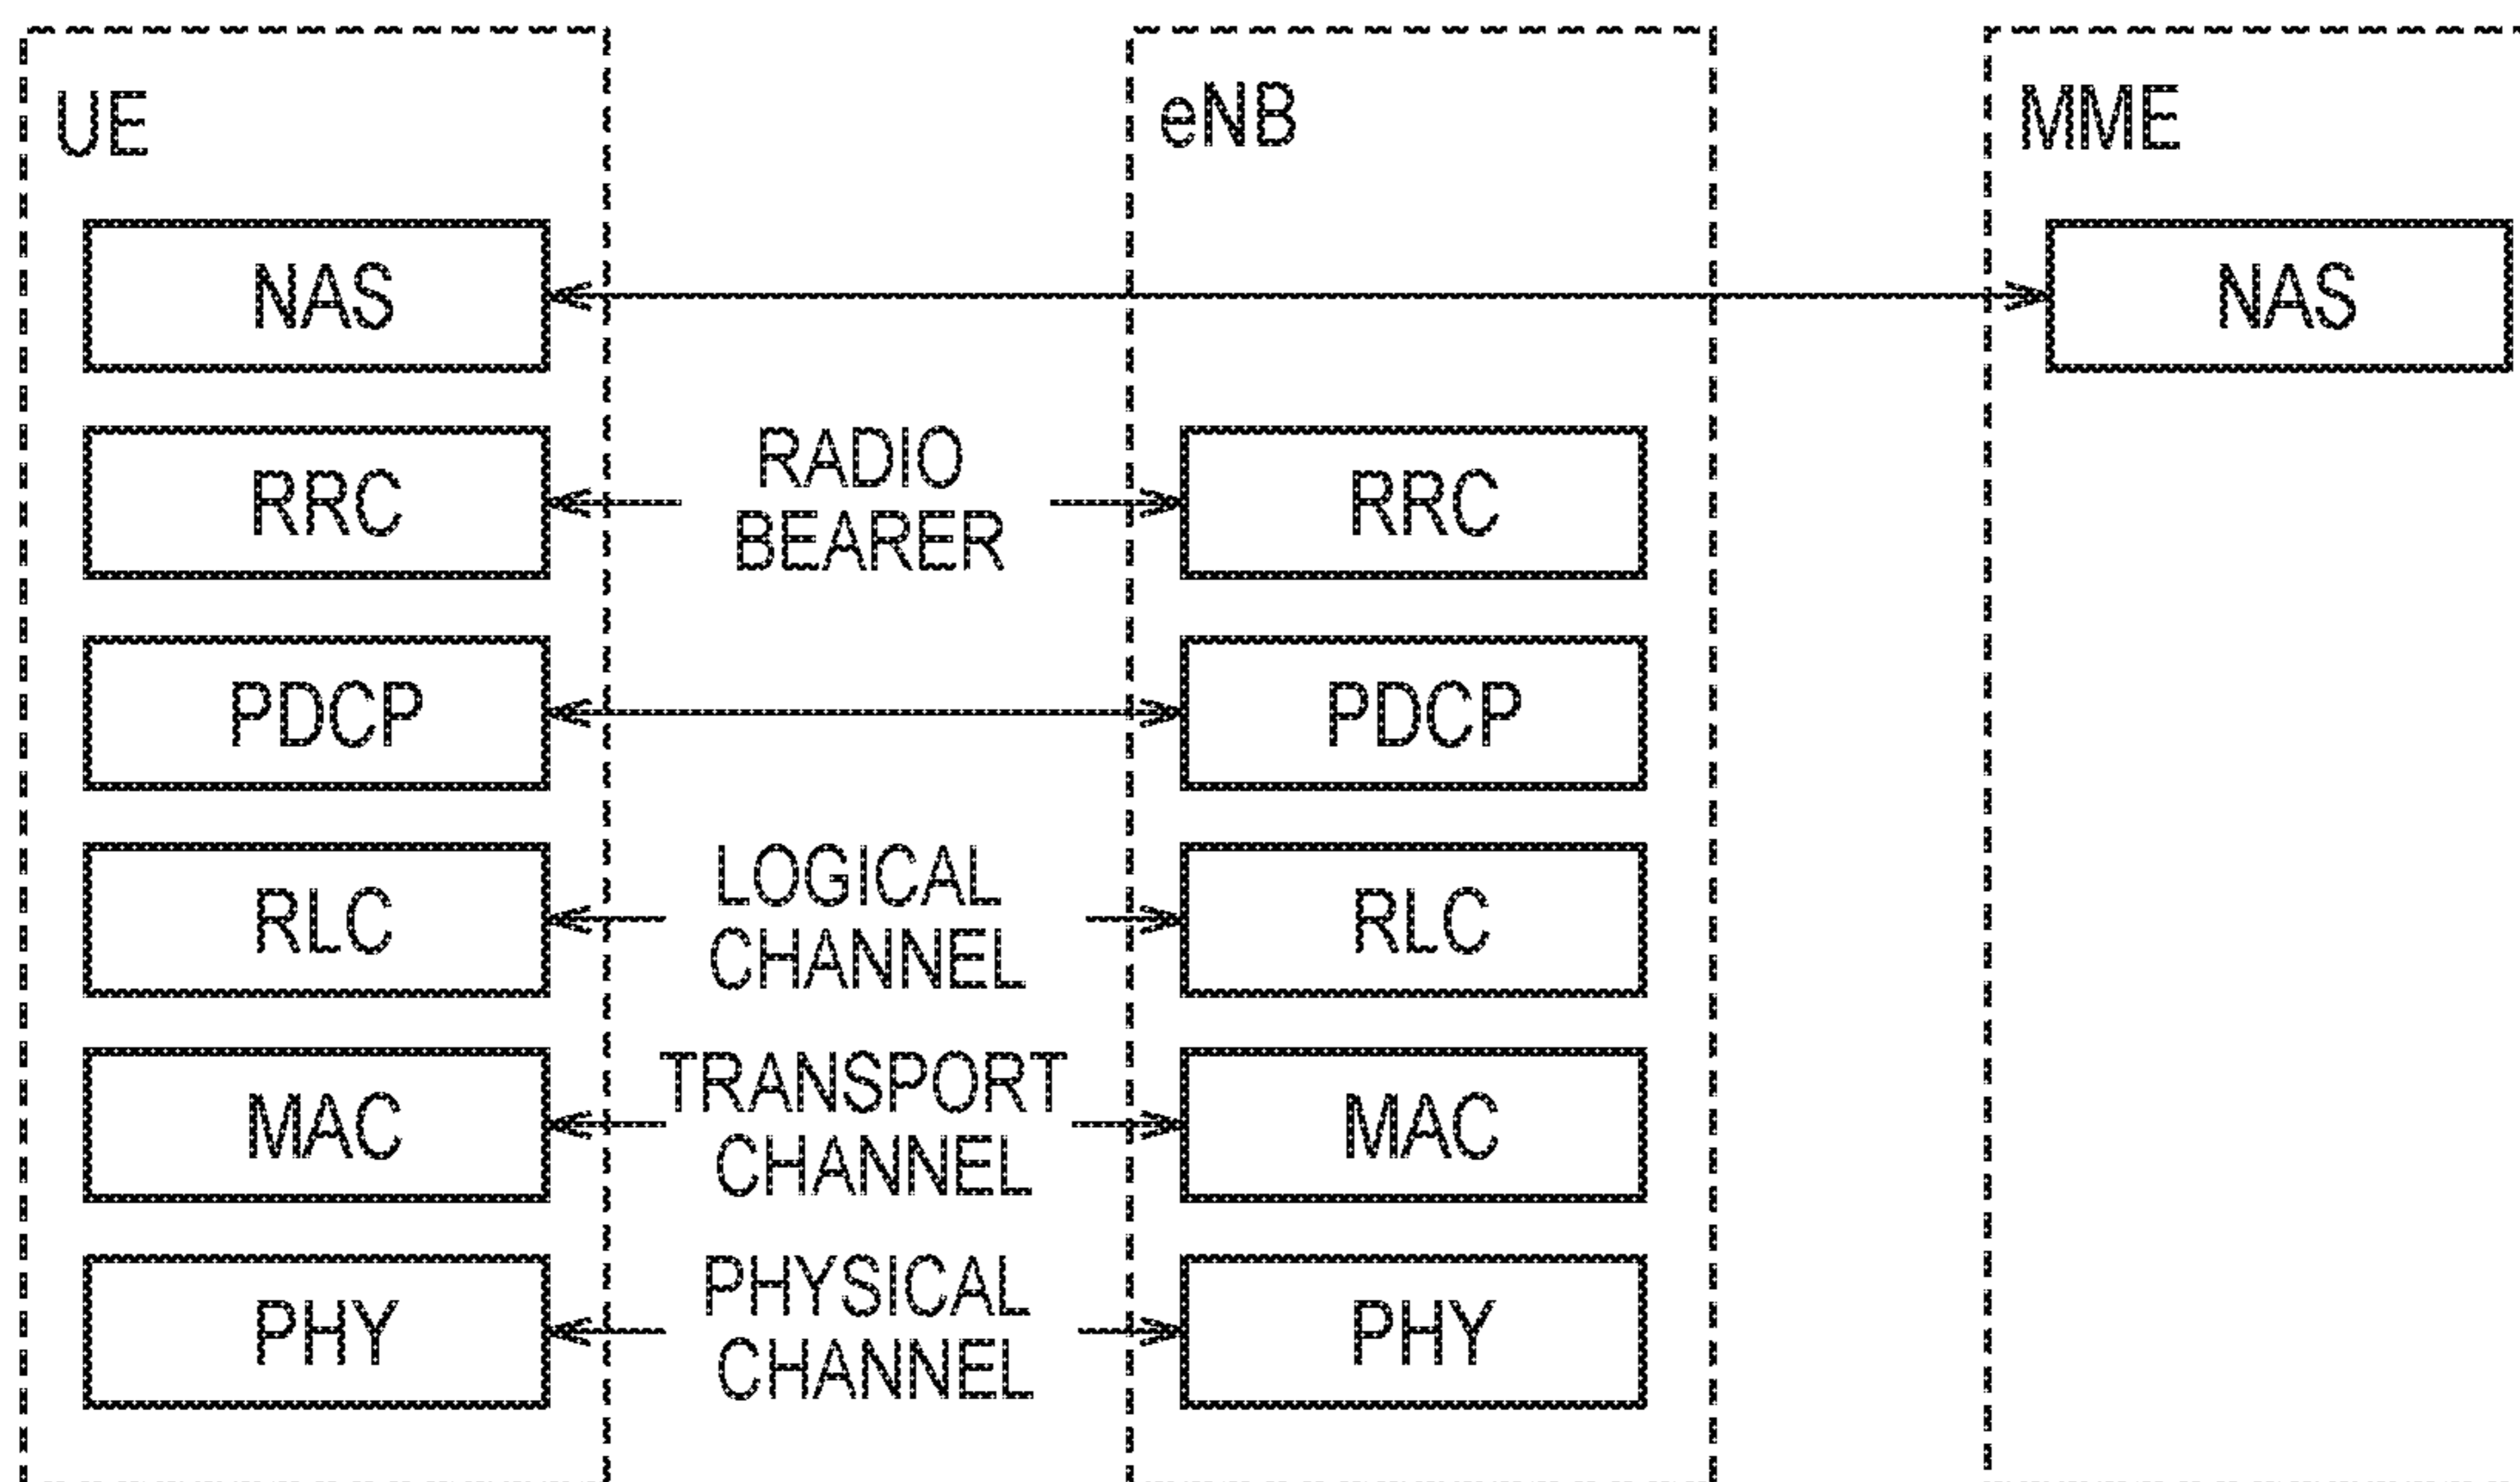 UE
eNB
MME
NAS
NAS
RRC
RADIO
BEARER
RRC
PDCP
PDCP
RLC
LOGICAL
CHANNEL
RLC
MAC
TRANSPORT
CHANNEL
MAC
PHY
PHYSICAL
CHANNEL
PHY